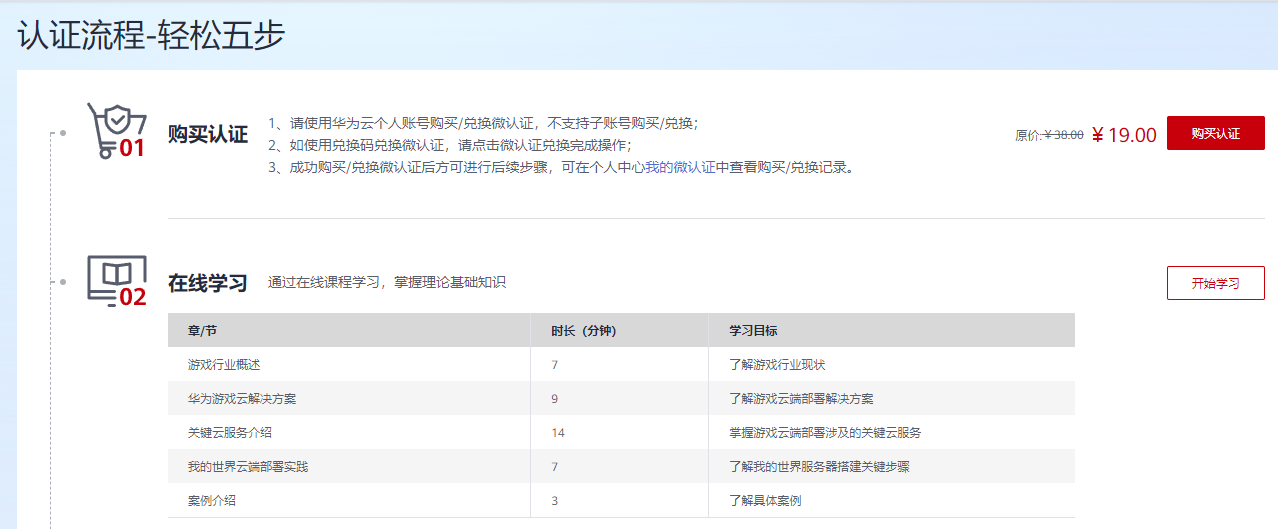 认证流程-轻松五步
01
购买认证
1、请使用华为云个人账号购买/兑换微认证，不支持子账号购买/兑换；
2、如使用兑换码兑换微认证，请点击微认证兑换完成操作；
3、成功购买/兑换微认证后方可进行后续步骤，可在个人中心我的微认证中查看购买/兑换记录。
原价:¥38.00 ¥19.00 购买认证
02
在线学习
通过在线课程学习，掌握理论基础知识
开始学习
章/节 时长（分钟） 学习目标
游戏行业概述 7 了解游戏行业现状
华为游戏云解决方案 9 了解游戏云端部署解决方案
关键云服务介绍 14 掌握游戏云端部署涉及的关键云服务
我的世界云端部署实践 7 了解我的世界服务器搭建关键步骤
案例介绍 3 了解具体案例